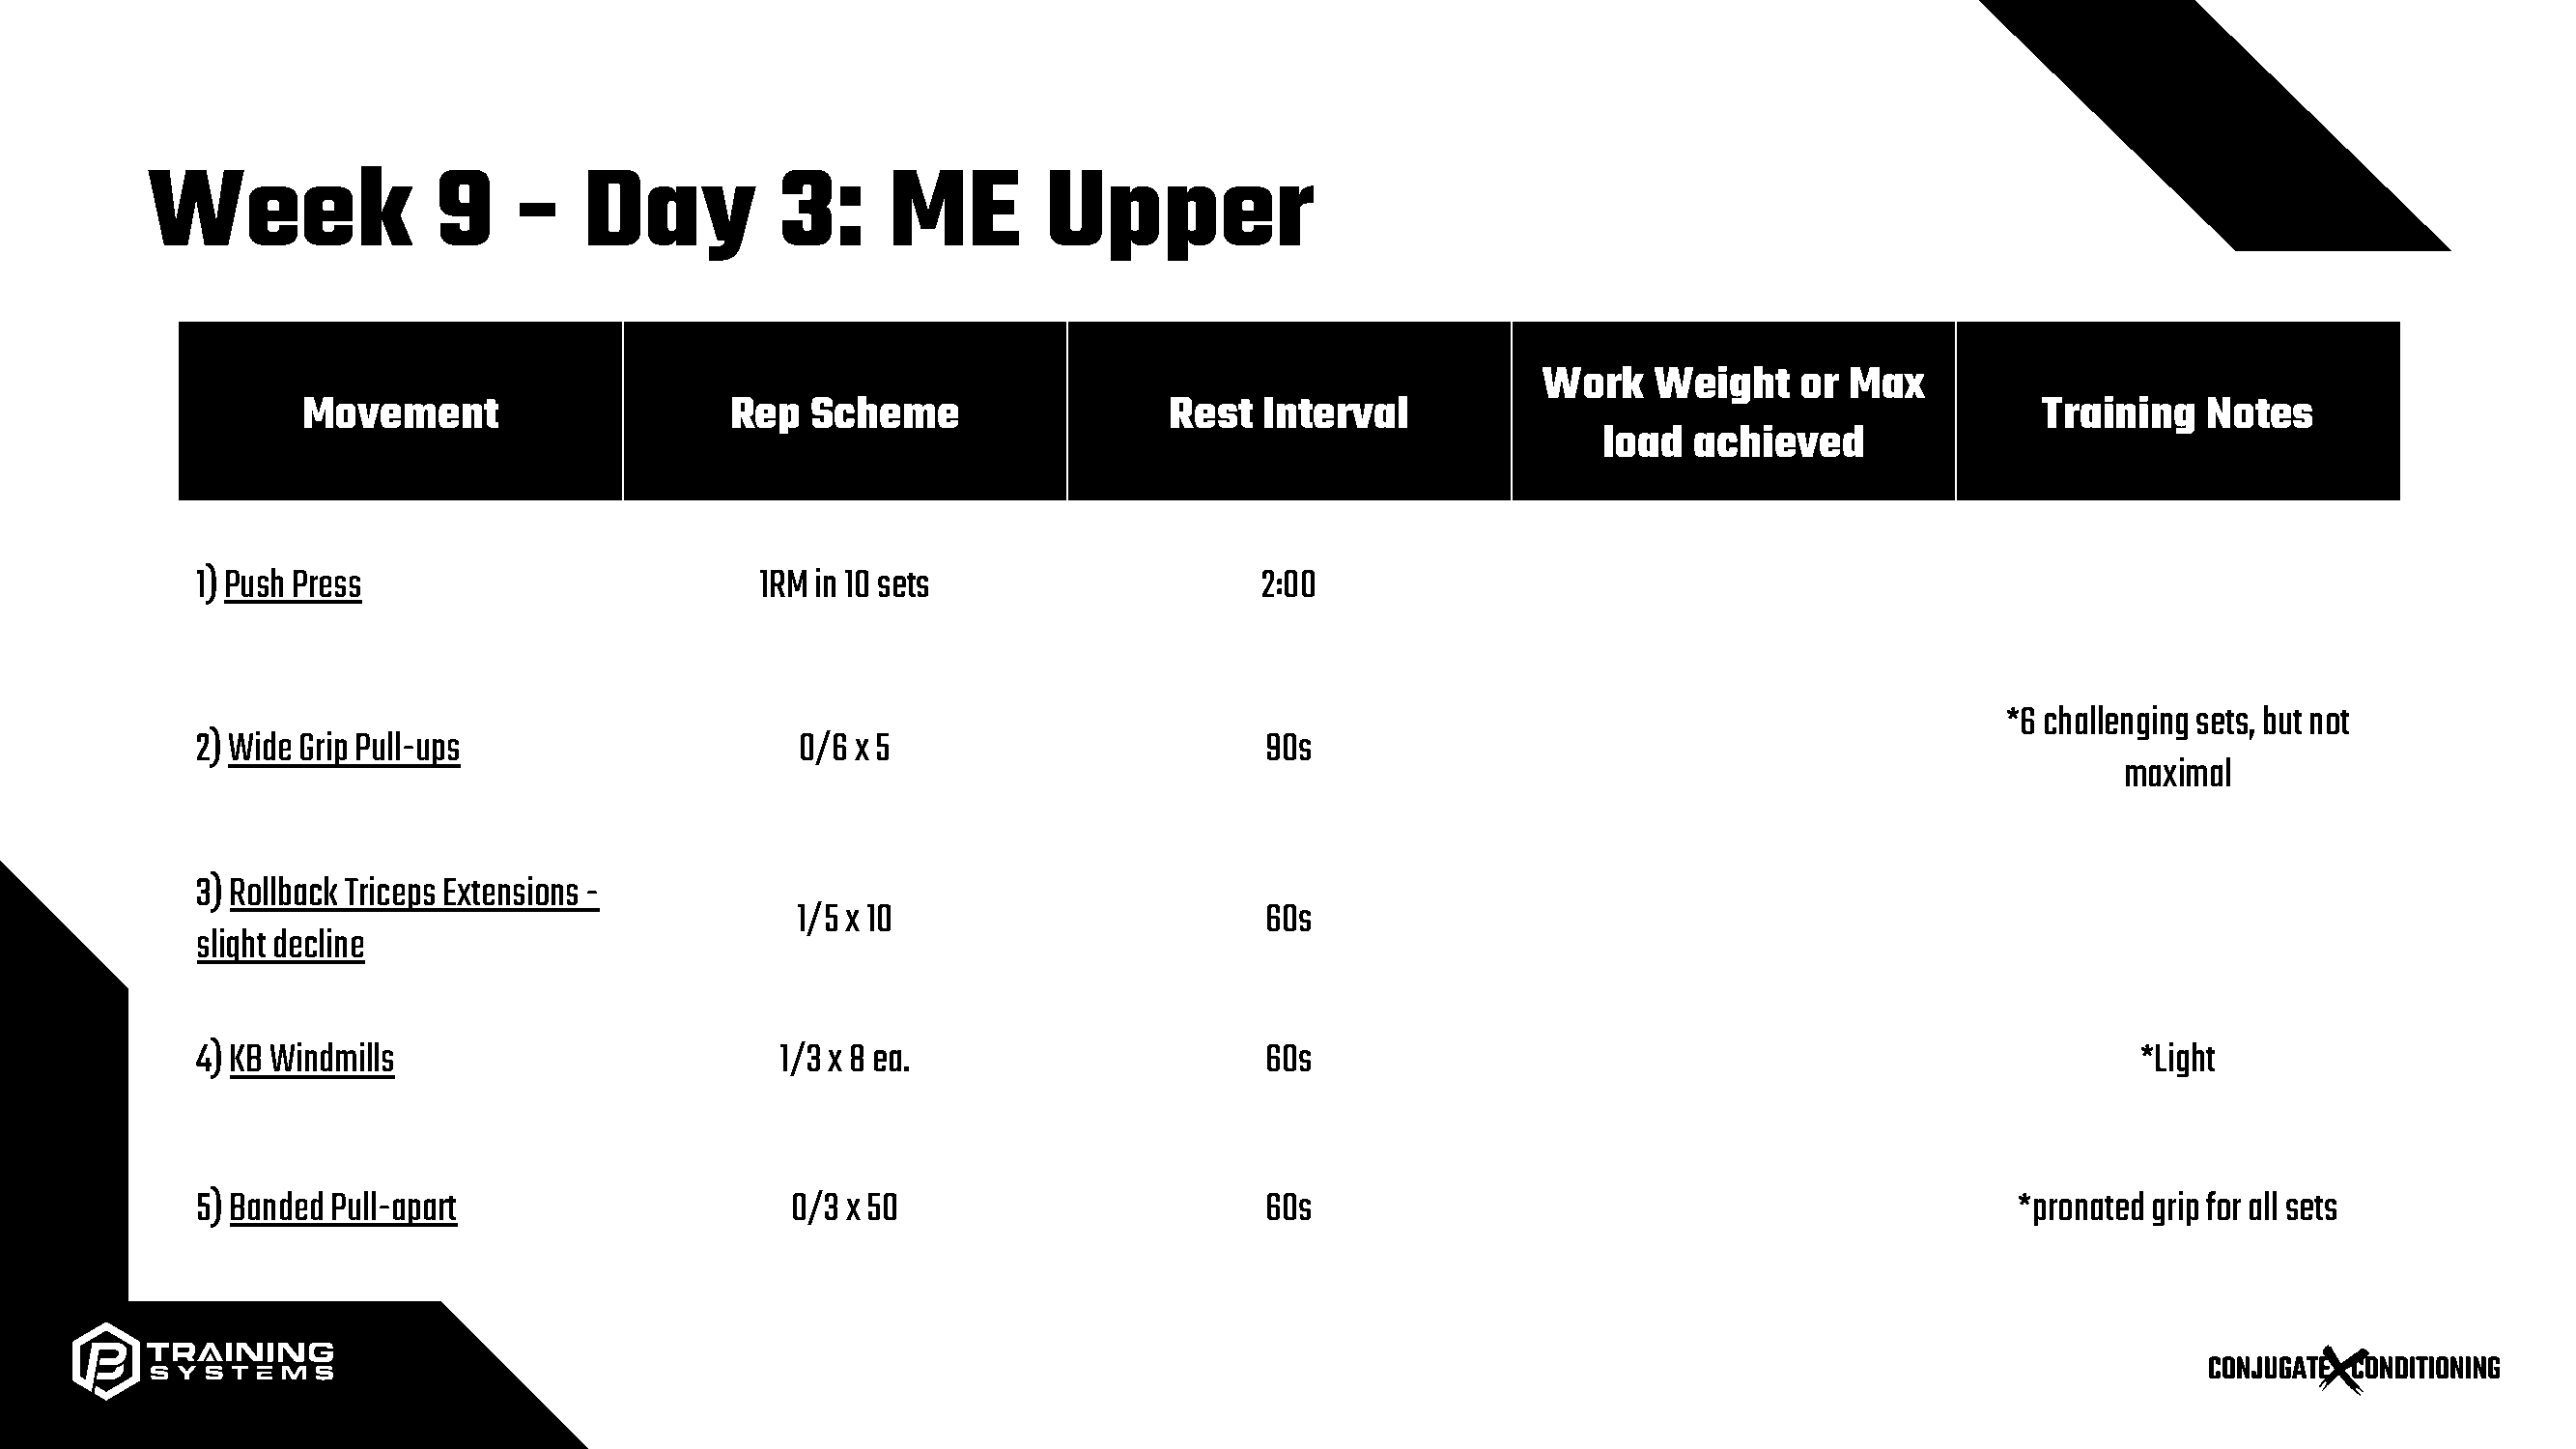 Week 9 - Day 3: ME Upper
Movement
Rep Scheme
Rest Interval
Work Weight or Max
load achieved
Training Notes
1) Push Press
1RM in 10 sets
2:00
2) Wide Grip Pull-ups
0/6 x 5
90s
*6 challenging sets, but not
maximal
3) Rollback Triceps Extensions -
slight decline
1/5 x 10
60s
4) KB Windmills
1/3 x 8 ea.
60s
*Light
5) Banded Pull-apart
0/3 x 50
60s
*pronated grip for all sets
TRAINING
SYSTEMS
CONJUGATE X CONDITIONING